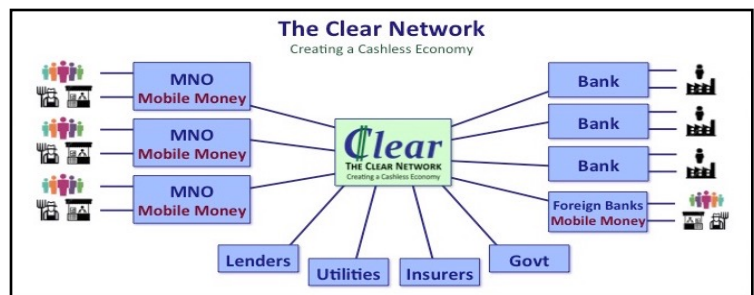 The Clear Network
Creating a Cashless Economy
MNO
Mobile Money
MNO
Mobile Money
MNO
Mobile Money
Clear
THE CLEAR NETWORK
Creating a Cashless Economy
Bank
Bank
Bank
Foreign Banks
Mobile Money
Lenders
Utilities
Insurers
Govt